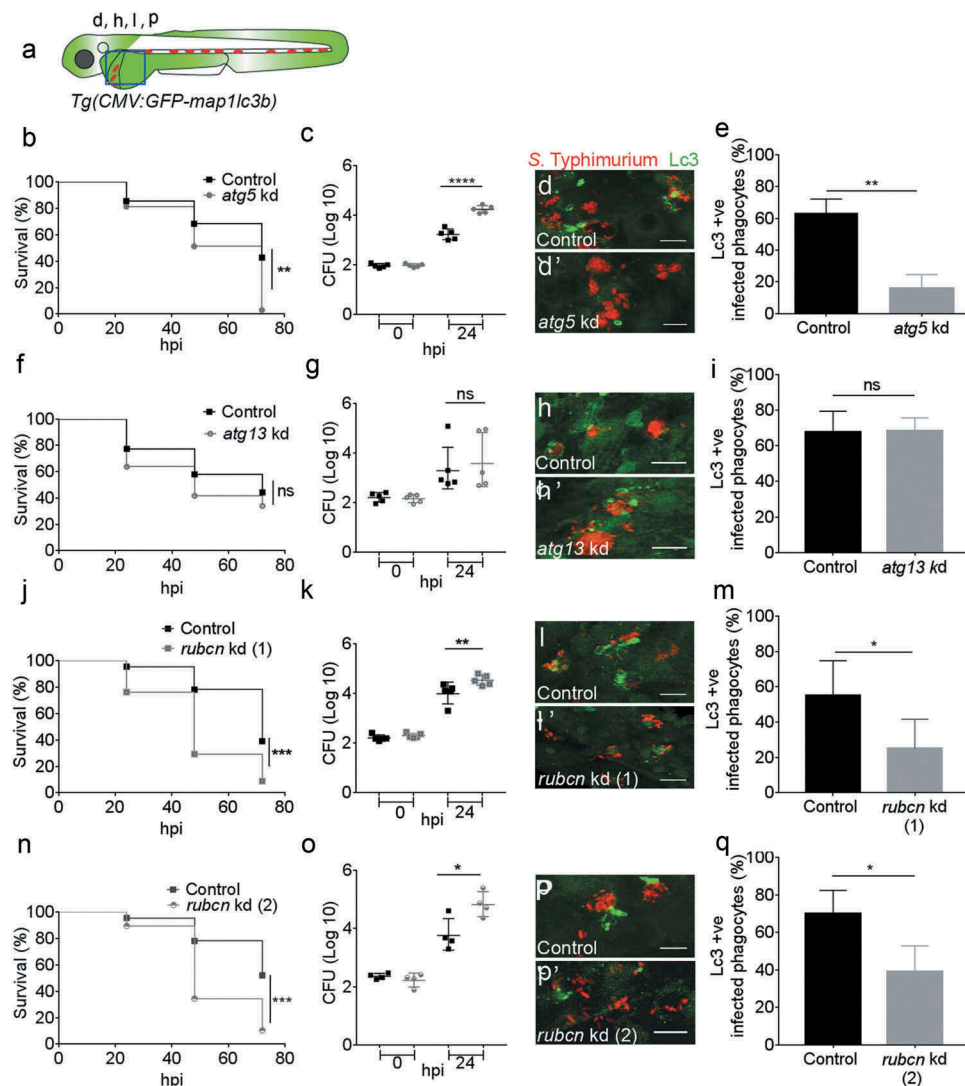 a
d, h, l, p
Tg(CMV:GFP-map1lc3b)
b
Survival (%)
100
80
60
40
20
0
0
20
40
60
80
hpi
Control
atg5 kd
**
c
CFU (Log 10)
6
4
2
0
0
24
hpi
****
S. Typhimurium Lc3
d
Control
d'
atg5 kd
e
Lc3 +ve
infected phagocytes (%)
100
80
60
40
20
0
**
Control
atg5 kd
f
Survival (%)
100
80
60
40
20
0
0
20
40
60
80
hpi
Control
atg13 kd
ns
g
CFU (Log 10)
6
4
2
0
0
24
hpi
ns
h
Control
h'
atg13 kd
i
Lc3 +ve
infected phagocytes (%)
100
80
60
40
20
0
ns
Control
atg13 kd
j
Survival (%)
100
80
60
40
20
0
0
20
40
60
80
hpi
Control
rubcn kd (1)
***
k
CFU (Log 10)
6
4
2
0
0
24
hpi
**
l
Control
l'
rubcn kd (1)
m
Lc3 +ve
infected phagocytes (%)
100
80
60
40
20
0
*
Control
rubcn kd
(1)
n
Survival (%)
100
80
60
40
20
0
0
20
40
60
80
hpi
Control
rubcn kd (2)
***
o
CFU (Log 10)
6
4
2
0
0
24
hpi
*
p
Control
p'
rubcn kd (2)
q
Lc3 +ve
infected phagocytes (%)
100
80
60
40
20
0
*
Control
rubcn kd
(2)